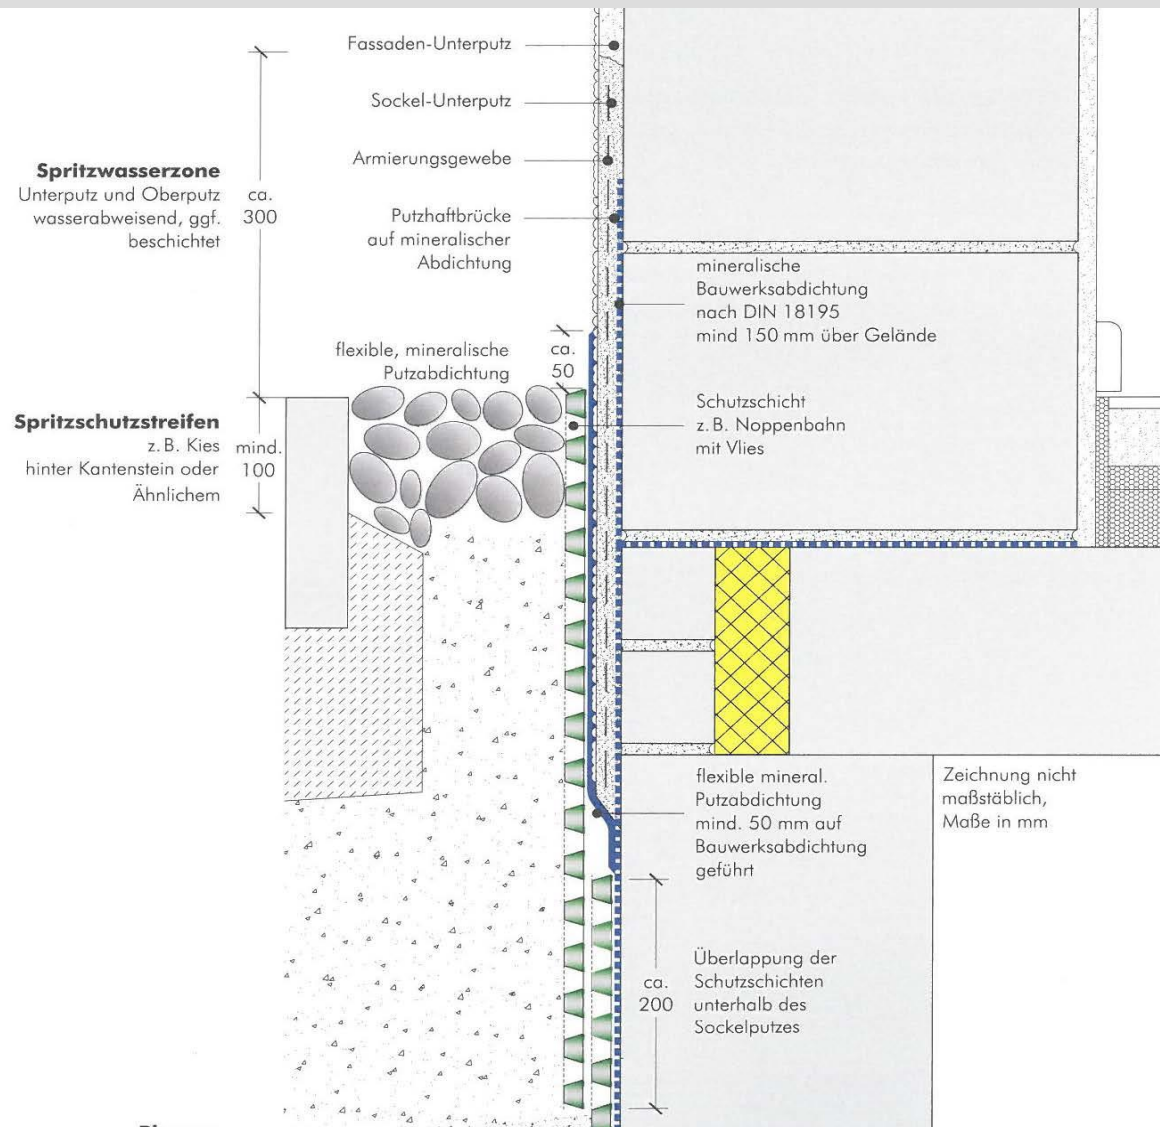 Fassaden-Unterputz
Sockel-Unterputz
Armierungsgewebe
Spritzwasserzone
Unterputz und Oberputz
wasserabweisend, ggf.
beschichtet
ca.
300
Putzhaftbrücke
auf mineralischer
Abdichtung
mineralische
Bauwerksabdichtung
nach DIN 18195
mind 150 mm über Gelände
flexible, mineralische
Putzabdichtung
ca.
50
Schutzschicht
z.B. Noppenbahn
mit Vlies
Spritzschutzstreifen
z.B. Kies
hinter Kantenstein oder
Ähnlichem
mind.
100
flexible mineral.
Putzabdichtung
mind. 50 mm auf
Bauwerksabdichtung
geführt
Zeichnung nicht
maßstäblich,
Maße in mm
ca.
200
Überlappung der
Schutzschichten
unterhalb des
Sockelputzes